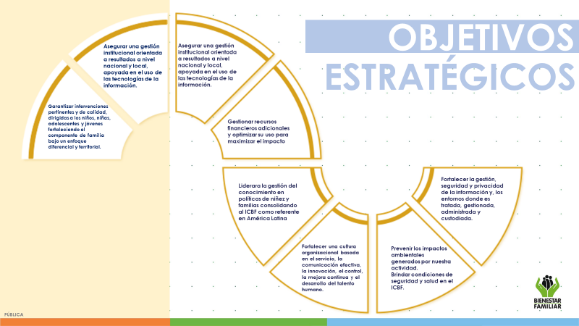 OBJETIVOS
ESTRATÉGICOS
Garantizar intervenciones
pertinentes y de calidad,
dirigidas a los niños, niñas,
adolescentes y jóvenes
fortaleciendo el
componente de familia
bajo un enfoque
diferencial y territorial.
Asegurar una gestión
institucional orientada
a resultados a nivel
nacional y local,
apoyada en el uso de
las tecnologías de la
información.
Asegurar una gestión
institucional orientada
a resultados a nivel
nacional y local,
apoyada en el uso de
las tecnologías de la
información.
Gestionar recursos
financieros adicionales
y optimizar su uso para
maximizar el impacto
Liderara la gestión del
conocimiento en
políticas de niñez y
familias consolidando
al ICBF como referente
en América Latina
Fortalecer una cultura
organizacional basada
en el servicio, la
comunicación efectiva,
la innovación, el control,
la mejora continua y el
desarrollo del talento
humano.
Prevenir los impactos
ambientales
generados por nuestra
actividad.
Brindar condiciones de
seguridad y salud en el
ICBF.
Fortalecer la gestión,
seguridad y privacidad
de la información y, los
entornos donde es
tratada, gestionada,
administrada y
custodiada.
BIENESTAR
FAMILIAR
PÚBLICA